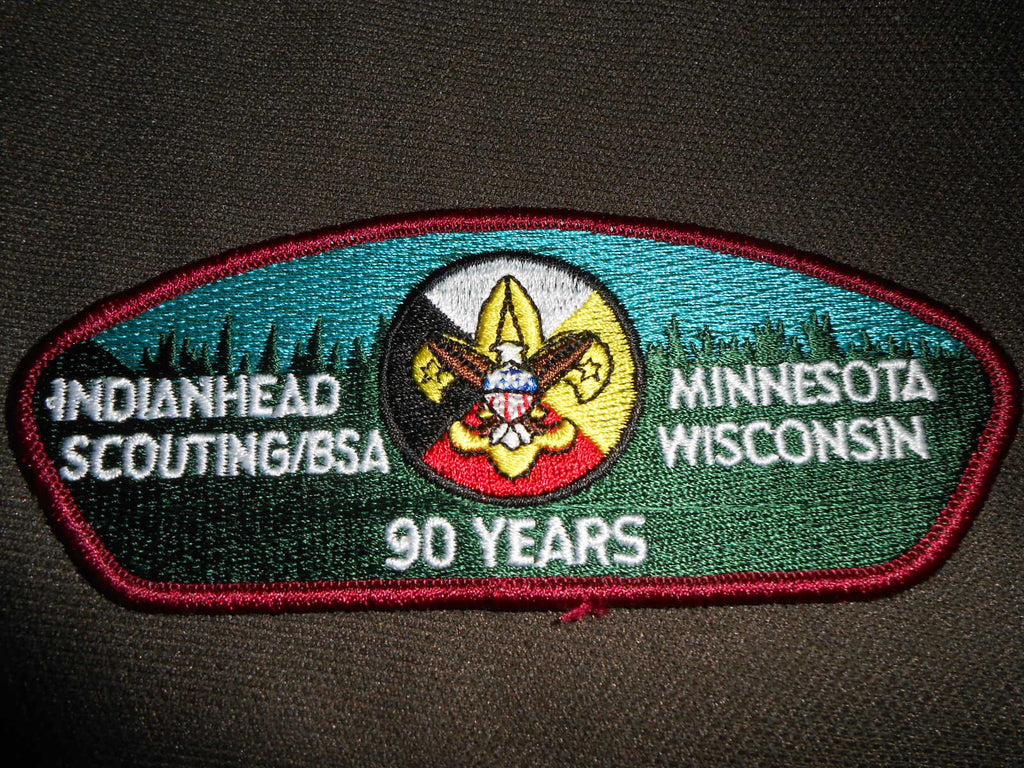 INDIANHEAD
SCOUTING/BSA
MINNESOTA
WISCONSIN
90 YEARS